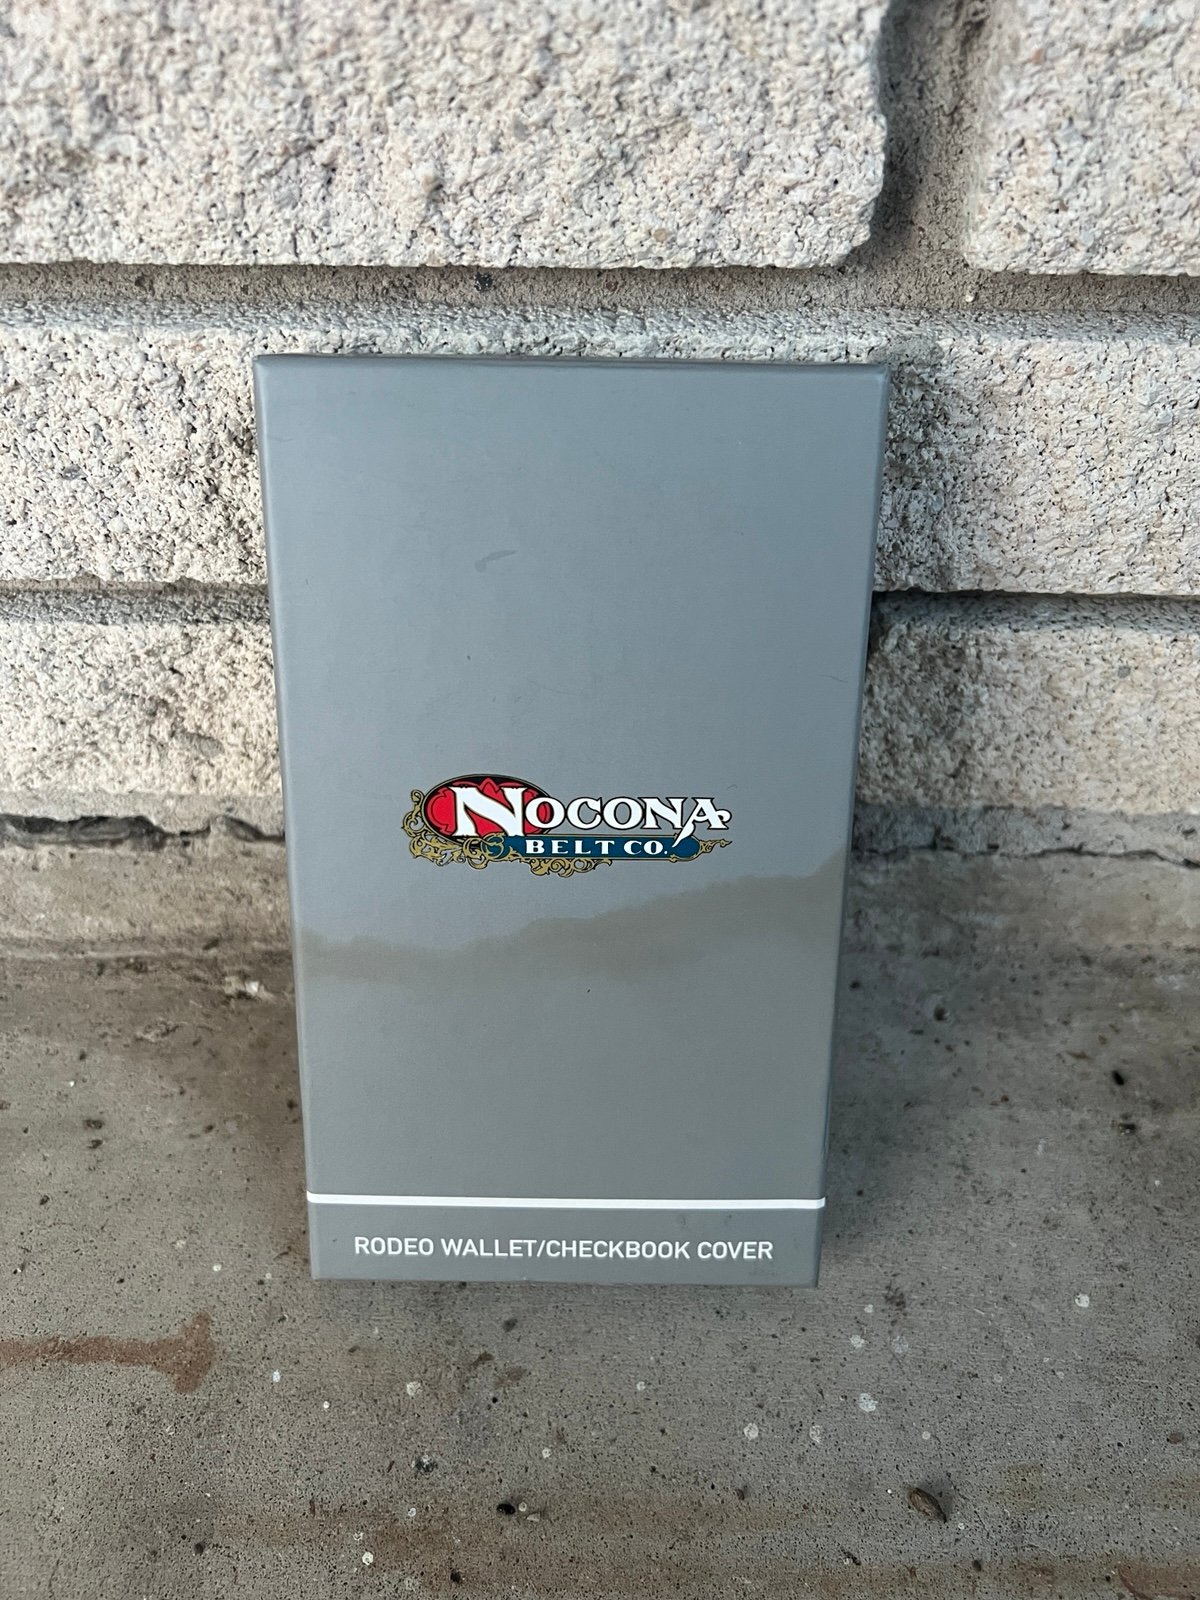 NOCONA
BELT CO.
RODEO WALLET/CHECKBOOK COVER